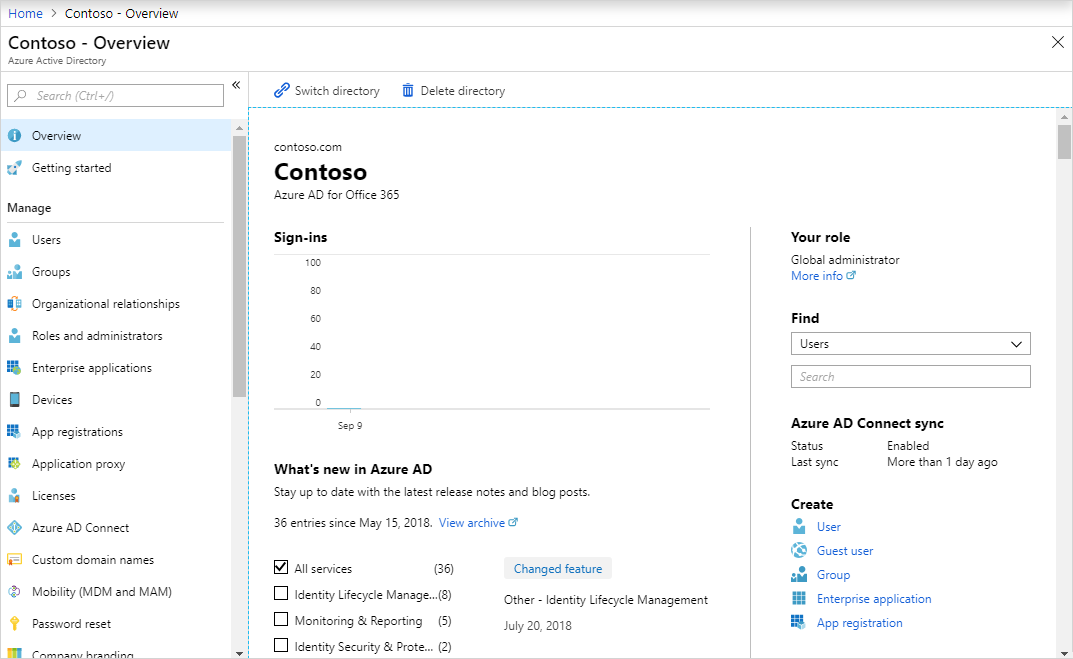 Home > Contoso - Overview
Contoso - Overview
Azure Active Directory
Search (Ctrl+/)
Overview
Getting started
Manage
Users
Groups
Organizational relationships
Roles and administrators
Enterprise applications
Devices
App registrations
Application proxy
Licenses
Azure AD Connect
Custom domain names
Mobility (MDM and MAM)
Password reset
Company branding
Switch directory
Delete directory
contoso.com
Contoso
Azure AD for Office 365
Sign-ins
100
80
60
40
20
0
Sep 9
What's new in Azure AD
Stay up to date with the latest release notes and blog posts.
36 entries since May 15, 2018. View archive
All services (36)
Identity Lifecycle Manage... (8)
Monitoring & Reporting (5)
Identity Security & Prote... (2)
Changed feature
Other - Identity Lifecycle Management
July 20, 2018
Your role
Global administrator
More info
Find
Users
Search
Azure AD Connect sync
Status Enabled
Last sync More than 1 day ago
Create
User
Guest user
Group
Enterprise application
App registration